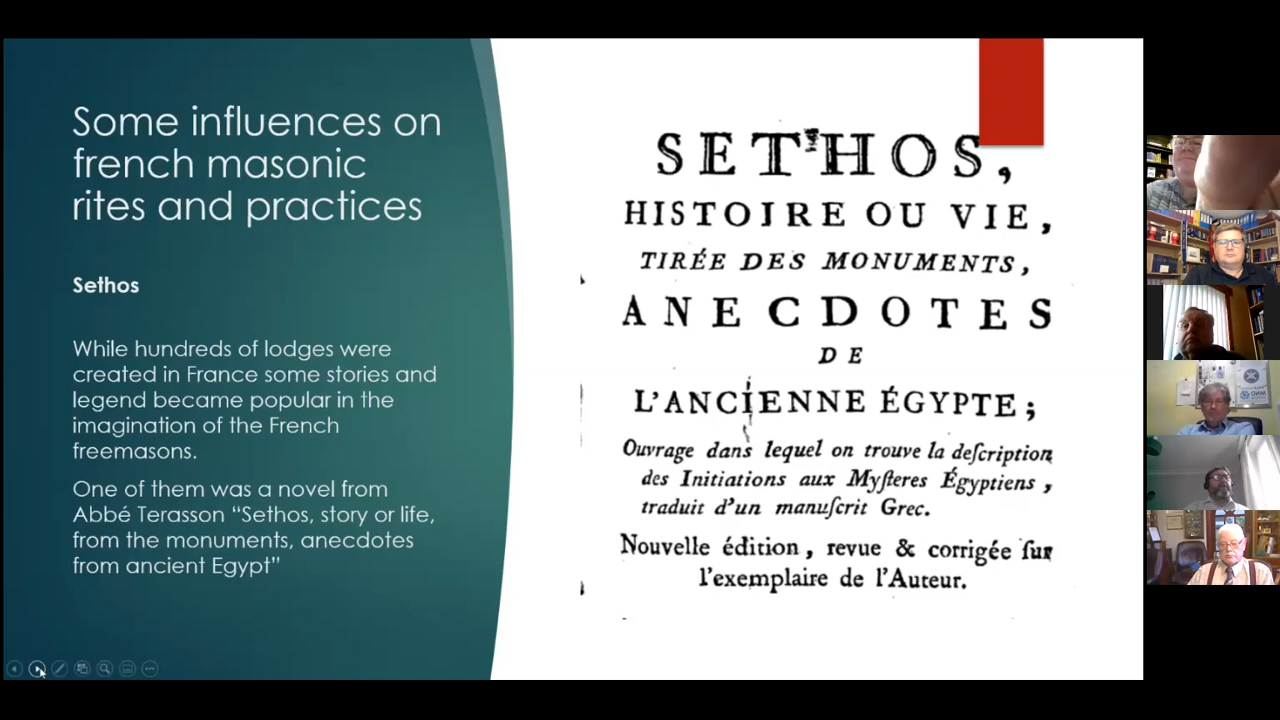 Some influences on
french masonic
rites and practices
Sethos
While hundreds of lodges were
created in France some stories and
legend became popular in the
imagination of the French
freemasons.
One of them was a novel from
Abbé Terasson “Sethos, story or life,
from the monuments, anecdotes
from ancient Egypt”
SETHOS,
HISTOIRE OU VIE,
TIRÉE DES MONUMENTS,
ANECDOTES
DE
L'ANCIENNE ÉGYPTE ;
Ouvrage dans lequel on trouve la deſcription
des Initiations aux Myſteres Égyptiens ,
traduit d'un manuſcrit Grec.
Nouvelle édition , revue & corrigée ſur
l'exemplaire de l'Auteur.